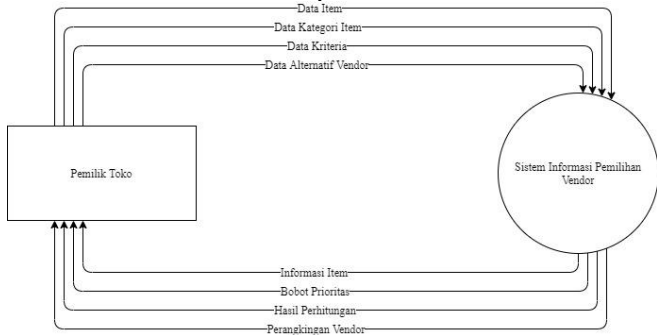 Data Item
Data Kategori Item
Data Kriteria
Data Alternatif Vendor
Pemilik Toko
Sistem Informasi Pemilihan
Vendor
Informasi Item
Bobot Prioritas
Hasil Perhitungan
Perangkingan Vendor